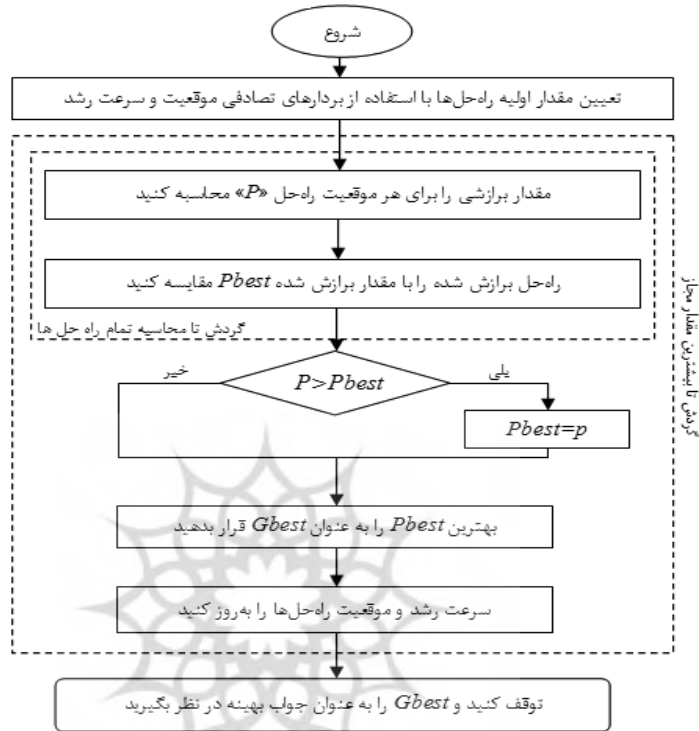 شروع
تعیین مقدار اولیه راه‌حل‌ها با استفاده از بردارهای تصادفی موقعیت و سرعت رشد
مقدار برازشی را برای هر موقعیت راه‌حل «P» محاسبه کنید
راه‌حل برازش شده را با مقدار برازش شده Pbest مقایسه کنید
گردش تا محاسبه تمام راه حل ها
P>Pbest
خیر
یلی
Pbest=p
بهترین Pbest را به عنوان Gbest قرار بدهید
سرعت رشد و موقعیت راه‌حل‌ها را به‌روز کنید
گردش تا بیشترین مقدار مجاز
توقف کنید و Gbest را به عنوان جواب بهینه در نظر بگیرید